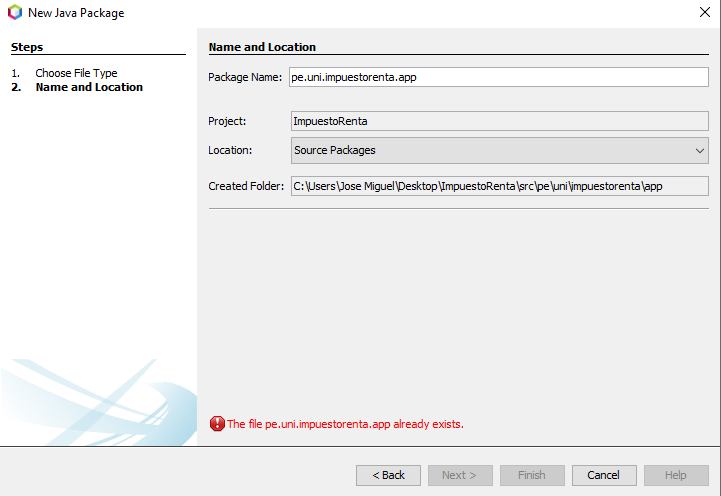 New Java Package
Steps
1. Choose File Type
2. Name and Location
Name and Location
Package Name: pe.uni.impuestorenta.app
Project: ImpuestoRenta
Location: Source Packages
Created Folder: C:\Users\Jose Miguel\Desktop\ImpuestoRenta\src\pe\uni\impuestorenta\app
The file pe.uni.impuestorenta.app already exists.
< Back Next > Finish Cancel Help